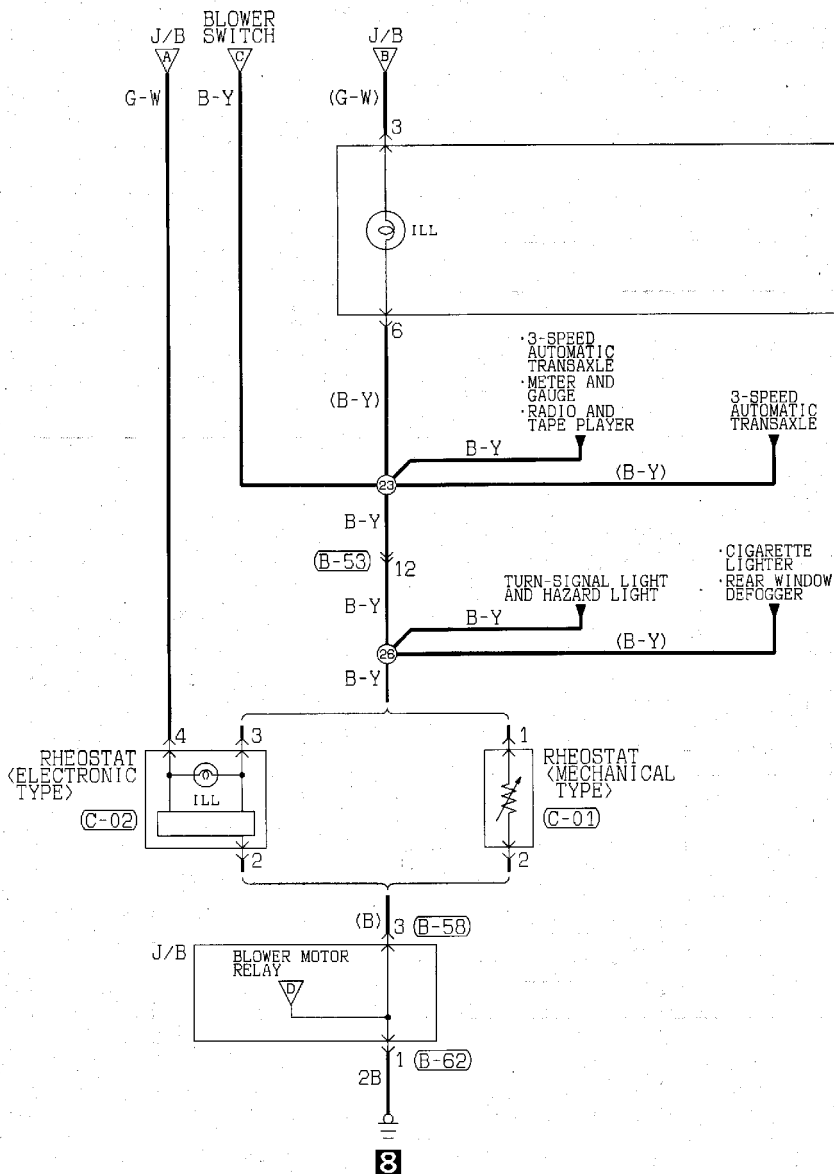 BLOWER
SWITCH
J/B
J/B
A
C
B
G-W
B-Y
(G-W)
3
ILL
6
·3-SPEED
AUTOMATIC
TRANSAXLE
·METER AND
GAUGE
·RADIO AND
TAPE PLAYER
3-SPEED
AUTOMATIC
TRANSAXLE
(B-Y)
B-Y
(B-Y)
23
B-Y
B-53
12
TURN-SIGNAL LIGHT
AND HAZARD LIGHT
·CIGARETTE
LIGHTER
·REAR WINDOW
DEFOGGER
B-Y
B-Y
(B-Y)
26
B-Y
4
3
1
RHEOSTAT
<ELECTRONIC
TYPE>
ILL
C-02
2
RHEOSTAT
<MECHANICAL
TYPE>
C-01
2
(B)
3
B-58
J/B
BLOWER MOTOR
RELAY
D
1
B-62
2B
8